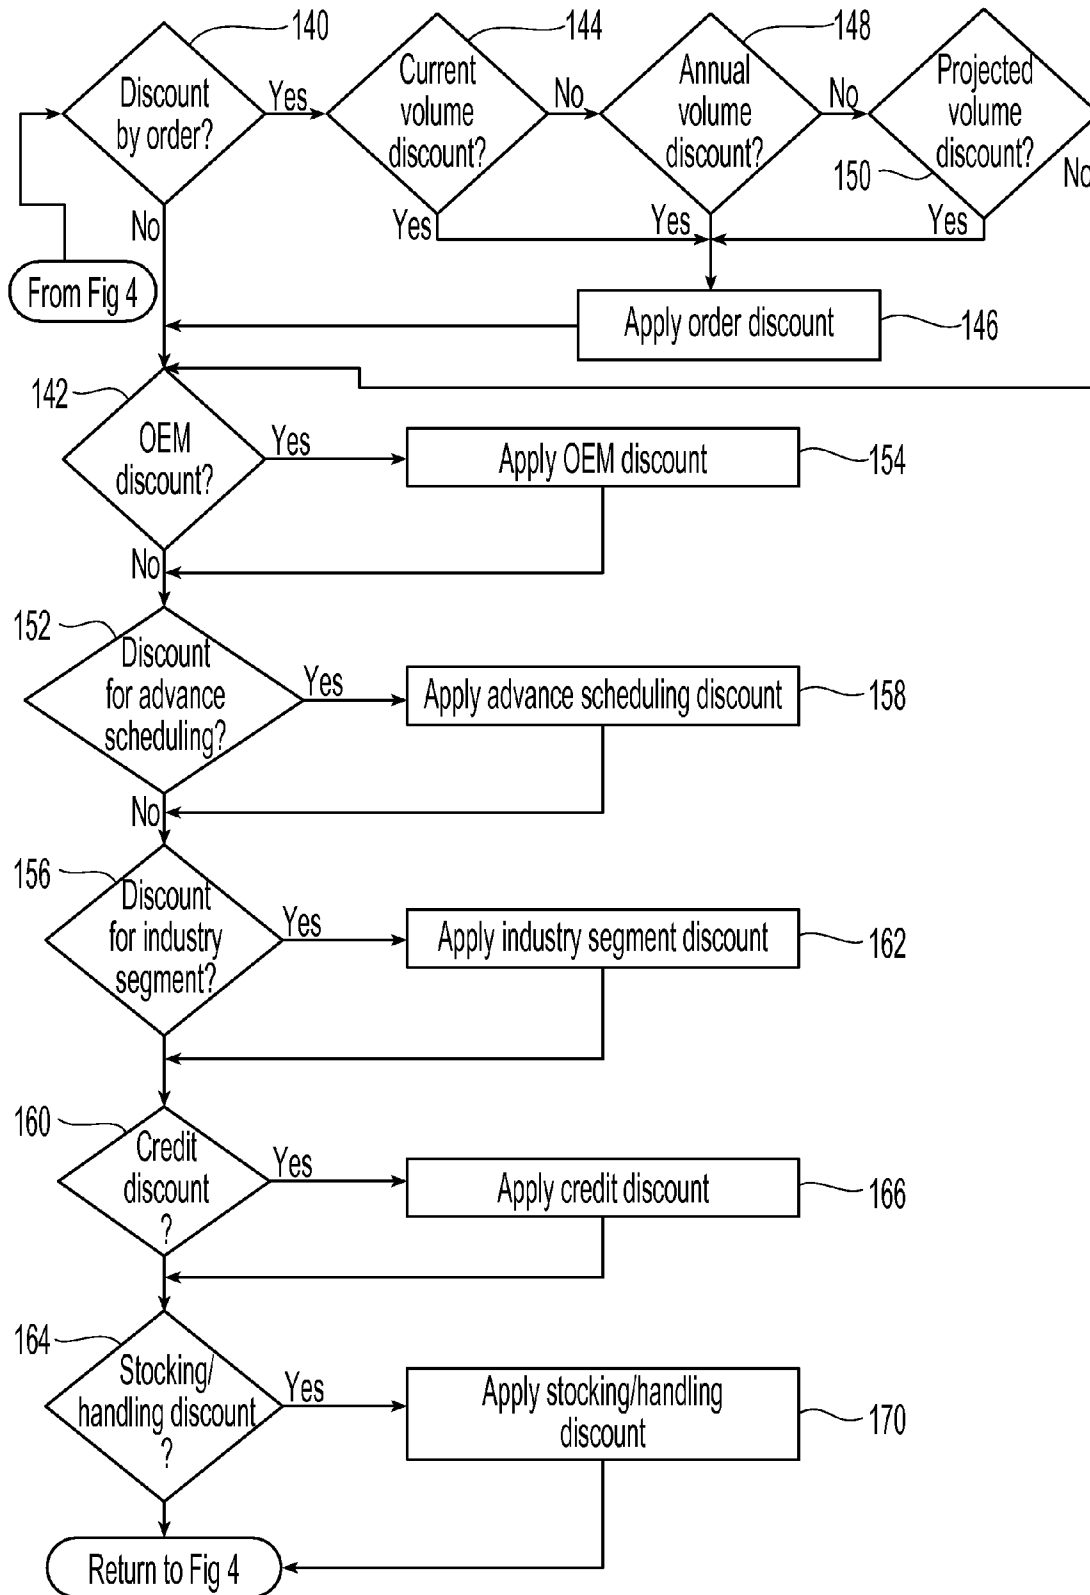 140
144
148
Discount
by order?
Yes
Current
volume
discount?
No
Annual
volume
discount?
No
Projected
volume
discount?
150
No
No
Yes
Yes
Yes
From Fig 4
Apply order discount
146
142
OEM
discount?
Yes
Apply OEM discount
154
No
152
Discount
for advance
scheduling?
Yes
Apply advance scheduling discount
158
No
156
Discount
for industry
segment?
Yes
Apply industry segment discount
162
160
Credit
discount
?
Yes
Apply credit discount
166
164
Stocking/
handling discount
?
Yes
Apply stocking/handling
discount
170
Return to Fig 4